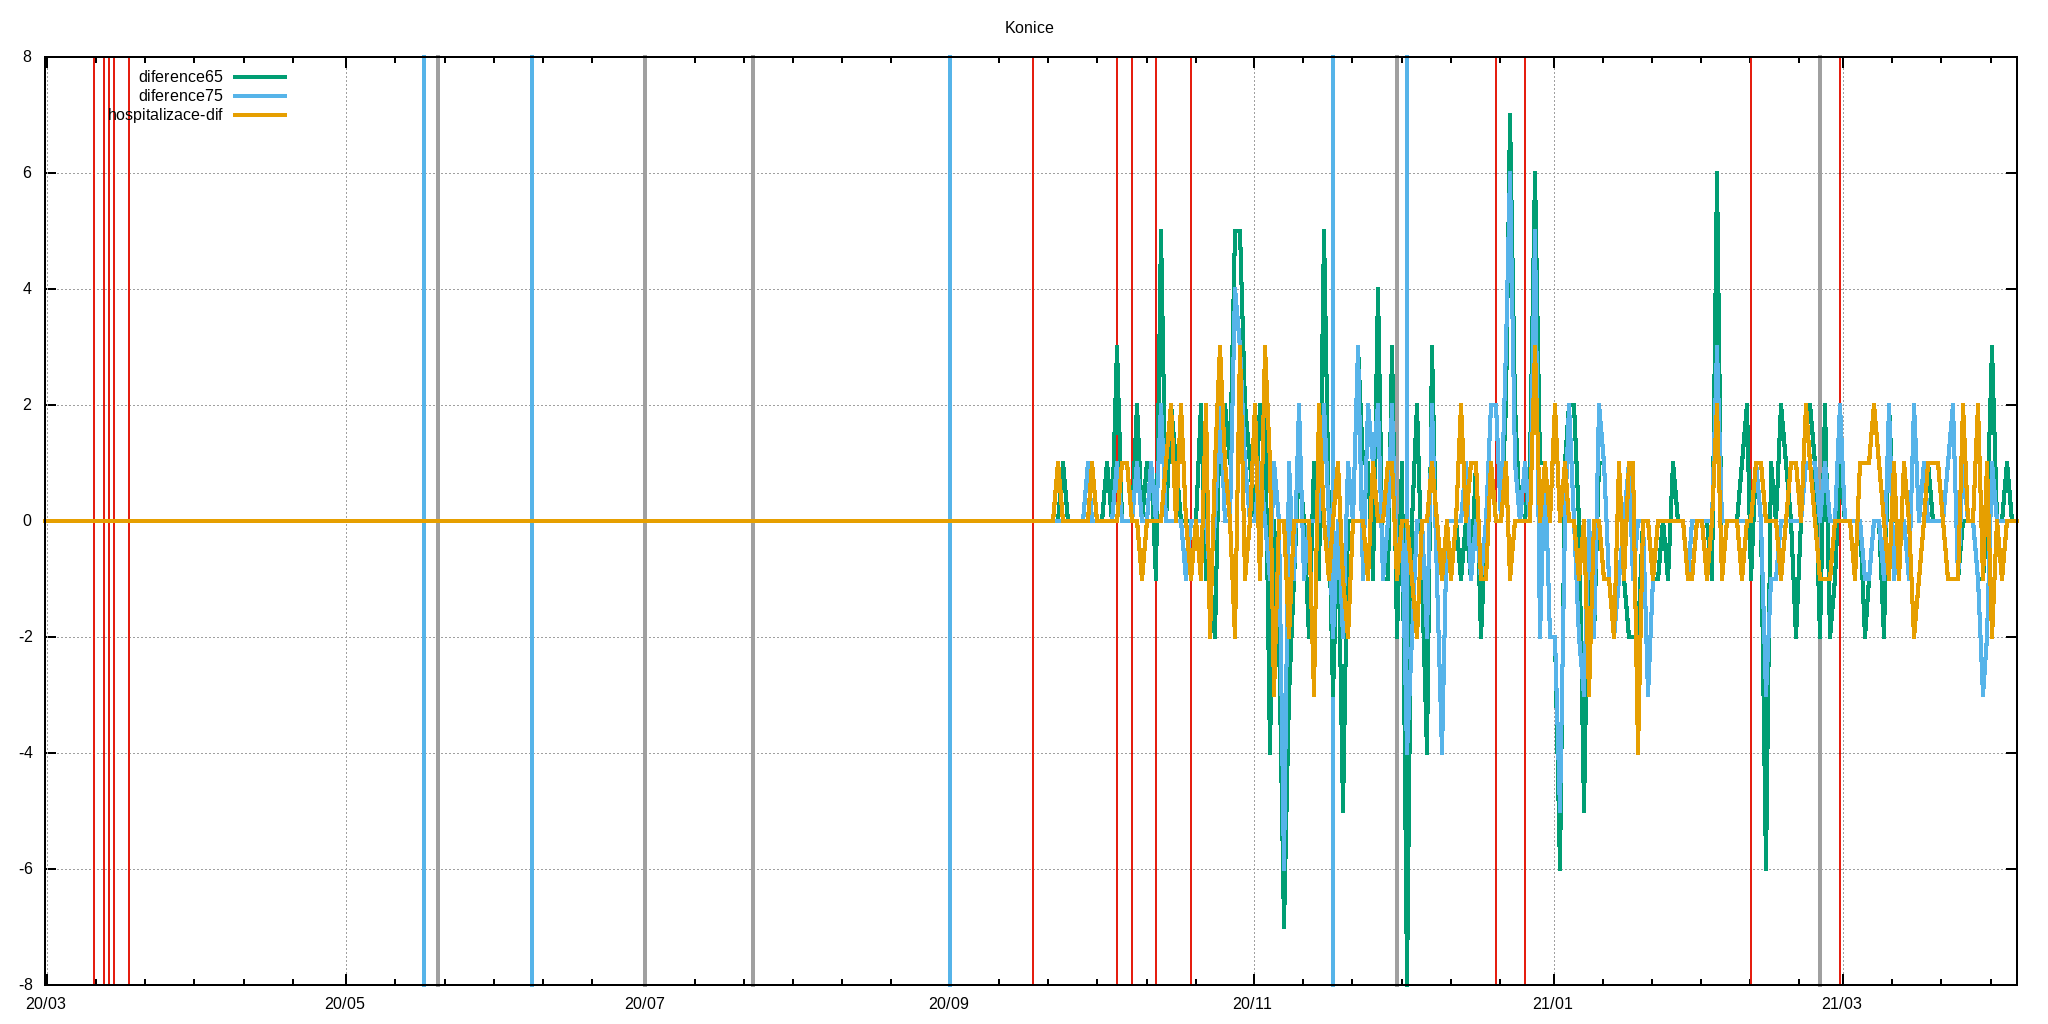 Konice
8
diference65
diference75
hospitalizace-dif
6
4
2
0
-2
-4
-6
-8
20/03 20/05 20/07 20/09 20/11 21/01 21/03